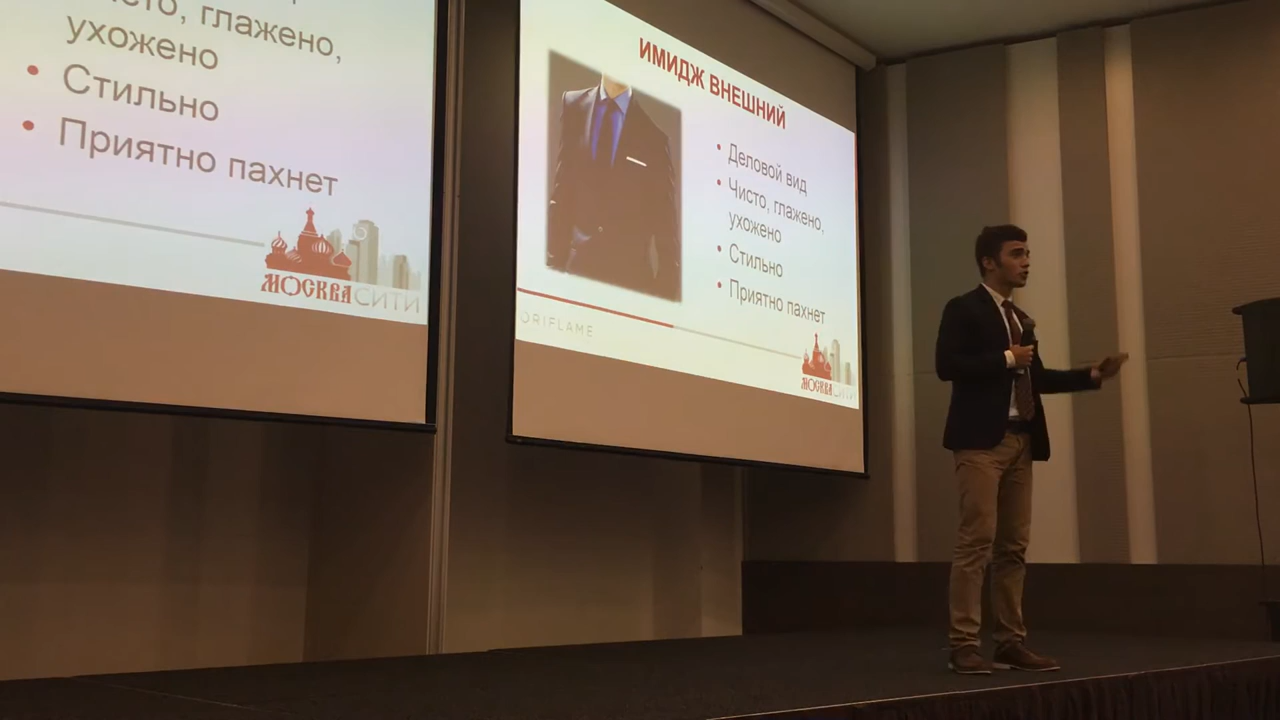 глажено,
ухожено
• Стильно
• Приятно пахнет
МОСКВА СИТИ
ИМИДЖ ВНЕШНИЙ
• Деловой вид
• Чисто, глажено,
ухожено
• Стильно
• Приятно пахнет
ORIFLAME
МОСКВА СИТИ